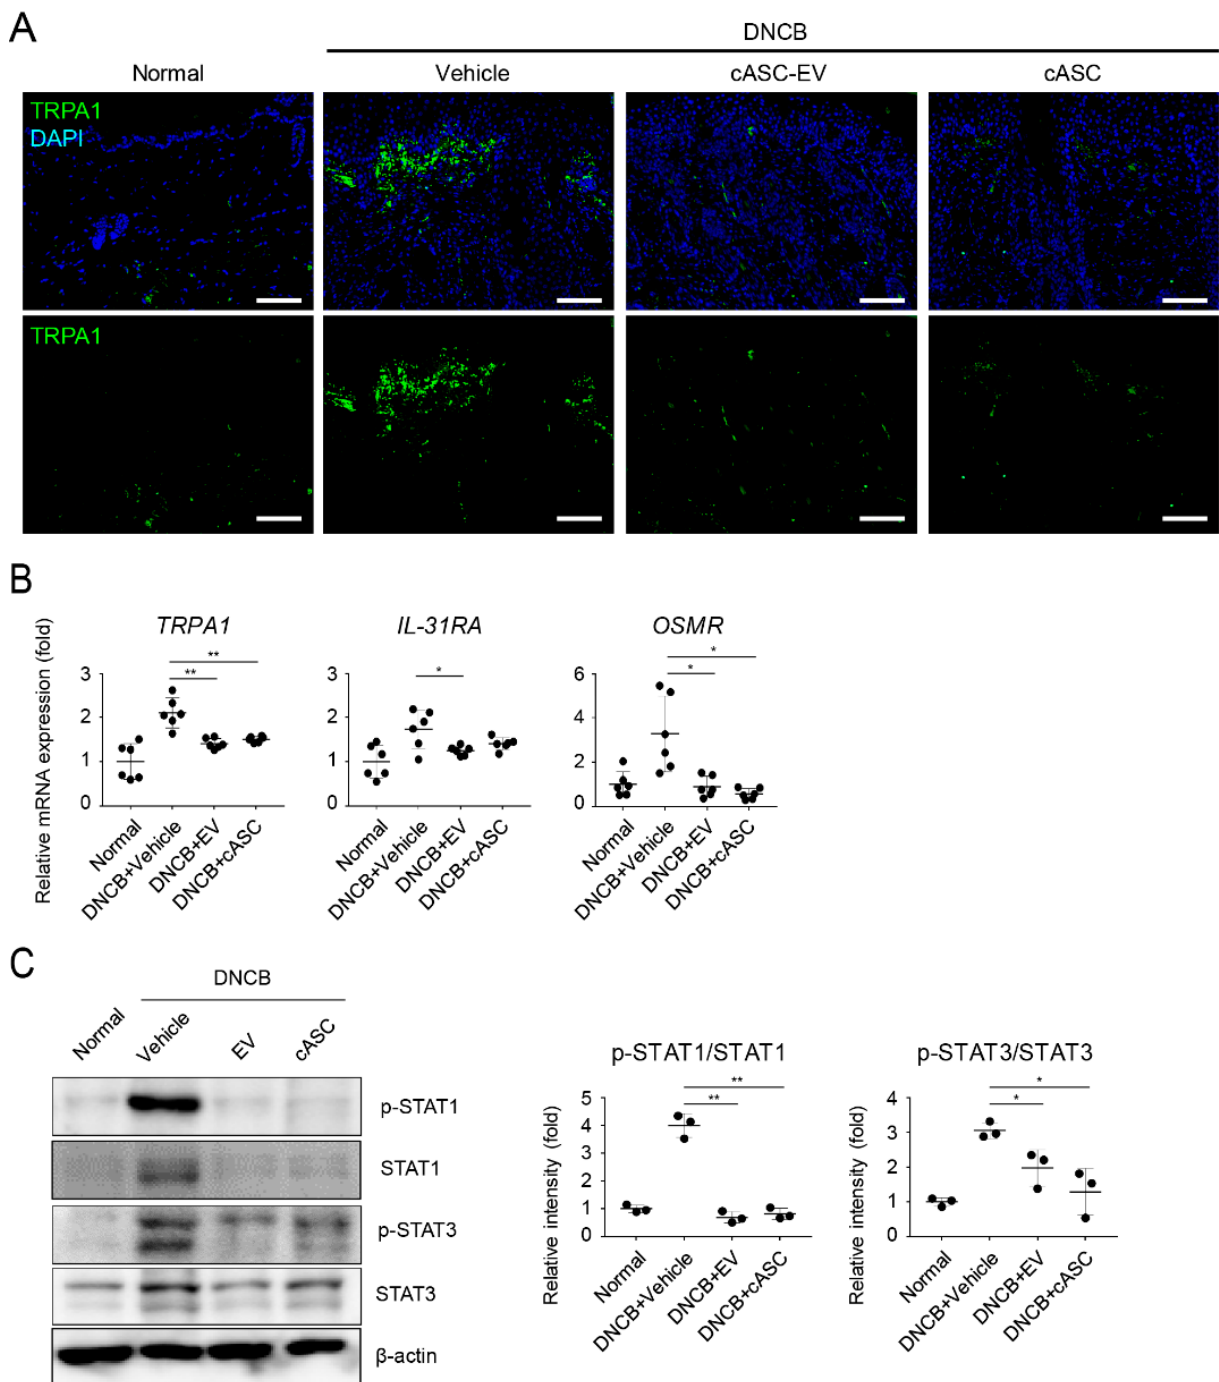 A
DNCB
Normal
Vehicle
cASC-EV
cASC
TRPA1
DAPI
TRPA1
B
Relative mRNA expression (fold)
TRPA1
**
**
3
2
1
0
Normal
DNCB+Vehicle
DNCB+EV
DNCB+cASC
IL-31RA
*
3
2
1
0
Normal
DNCB+Vehicle
DNCB+EV
DNCB+cASC
OSMR
*
*
6
4
2
0
Normal
DNCB+Vehicle
DNCB+EV
DNCB+cASC
C
DNCB
Normal
Vehicle
EV
cASC
p-STAT1
STAT1
p-STAT3
STAT3
β-actin
p-STAT1/STAT1
Relative intensity (fold)
**
**
5
4
3
2
1
0
Normal
DNCB+Vehicle
DNCB+EV
DNCB+cASC
p-STAT3/STAT3
Relative intensity (fold)
*
*
4
3
2
1
0
Normal
DNCB+Vehicle
DNCB+EV
DNCB+cASC